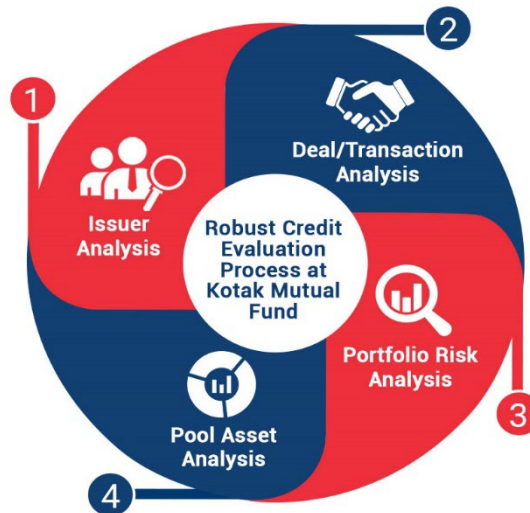 1
Issuer
Analysis
2
Deal/Transaction
Analysis
Robust Credit
Evaluation
Process at
Kotak Mutual
Fund
Portfolio Risk
Analysis
3
Pool Asset
Analysis
4